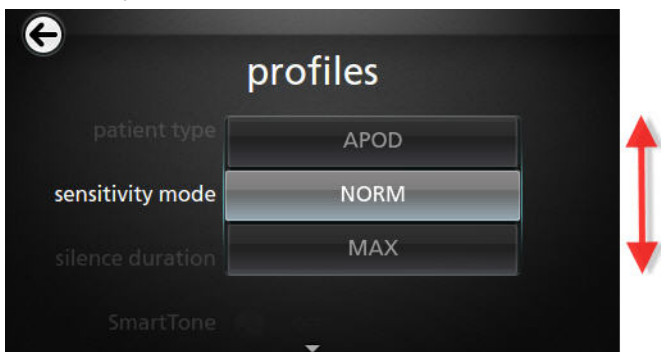 profiles
patient type
APOD
sensitivity mode
NORM
silence duration
MAX
SmartTone